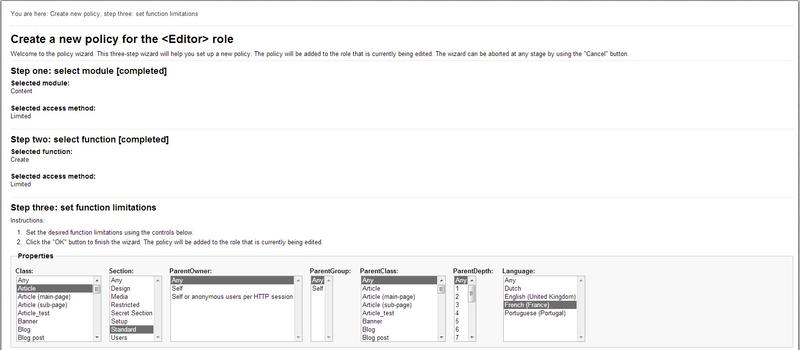 You are here: Create new policy, step three: set function limitations
Create a new policy for the <Editor> role
Welcome to the policy wizard. This three-step wizard will help you set up a new policy. The policy will be added to the role that is currently being edited. The wizard can be aborted at any stage by using the "Cancel" button.
Step one: select module [completed]
Selected module:
Content
Selected access method:
Limited
Step two: select function [completed]
Selected function:
Create
Selected access method:
Limited
Step three: set function limitations
Instructions:
1. Set the desired function limitations using the controls below.
2. Click the "OK" button to finish the wizard. The policy will be added to the role that is currently being edited.
Properties
Class: Section: ParentOwner: ParentGroup: ParentClass: ParentDepth: Language:
Any Any Any Any Any Any Any
Article Design Self Self Article 1 Dutch
Article (main-page) Media Self or anonymous users per HTTP session Article (main-page) 2 English (United Kingdom)
Article (sub-page) Restricted Article (sub-page) 3 French (France)
Article_test Secret Section Article_test 4 Portuguese (Portugal)
Banner Setup Banner 5
Blog Standard Blog 6
Blog post Users Blog post 7